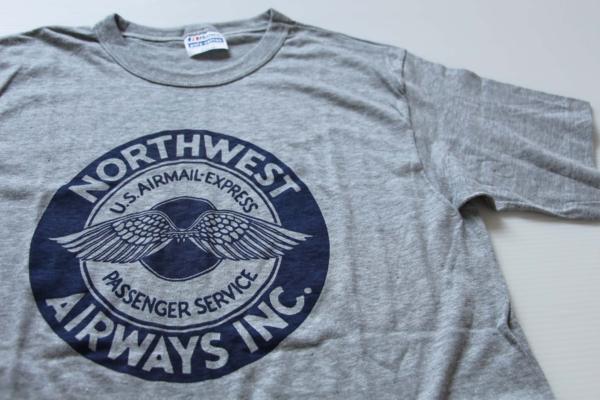 NORTHWEST
U.S. AIRMAIL-EXPRESS
PASSENGER SERVICE
AIRWAYS INC.